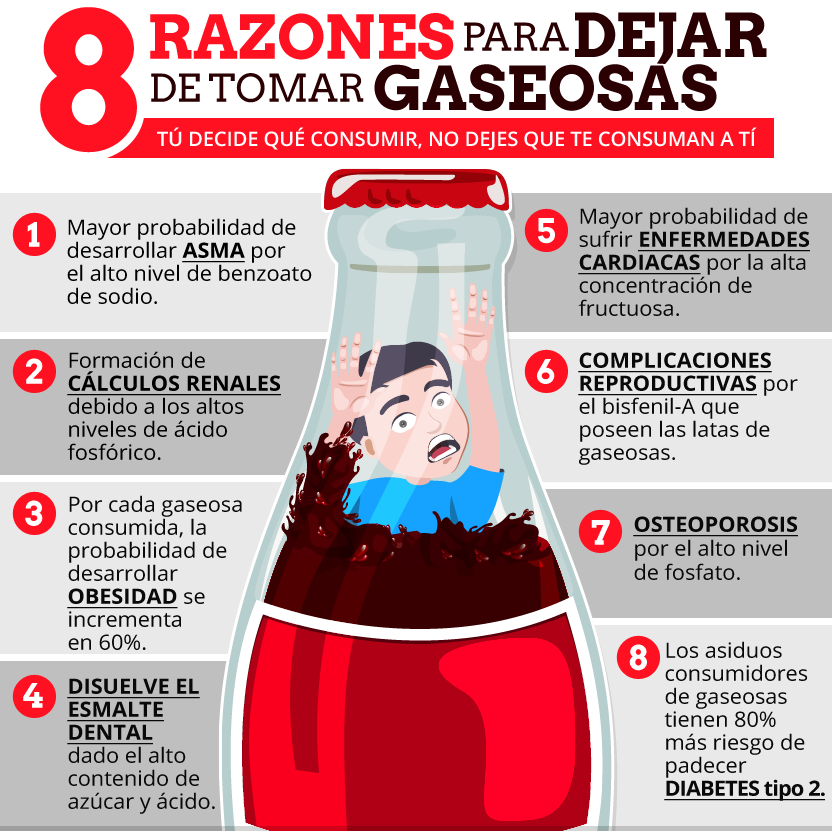 8 RAZONES PARA DEJAR
DE TOMAR GASEOSAS
TÚ DECIDE QUÉ CONSUMIR, NO DEJES QUE TE CONSUMAN A TÍ
1
Mayor probabilidad de
desarrollar ASMA por
el alto nivel de benzoato
de sodio.
2
Formación de
CÁLCULOS RENALES
debido a los altos
niveles de ácido
fosfórico.
3
Por cada gaseosa
consumida, la
probabilidad de
desarrollar
OBESIDAD se
incrementa
en 60%.
4
DISUELVE EL
ESMALTE
DENTAL
dado el alto
contenido de
azúcar y ácido.
5
Mayor probabilidad de
sufrir ENFERMEDADES
CARDIACAS por la alta
concentración de
fructuosa.
6
COMPLICACIONES
REPRODUCTIVAS por
el bisfenil-A que
poseen las latas de
gaseosas.
7
OSTEOPOROSIS
por el alto nivel
de fosfato.
8
Los asiduos
consumidores
de gaseosas
tienen 80%
más riesgo de
padecer
DIABETES tipo 2.